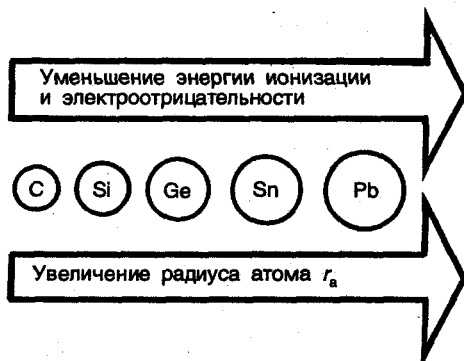 Уменьшение энергии ионизации
и электроотрицательности
C Si Ge Sn Pb
Увеличение радиуса атома rа